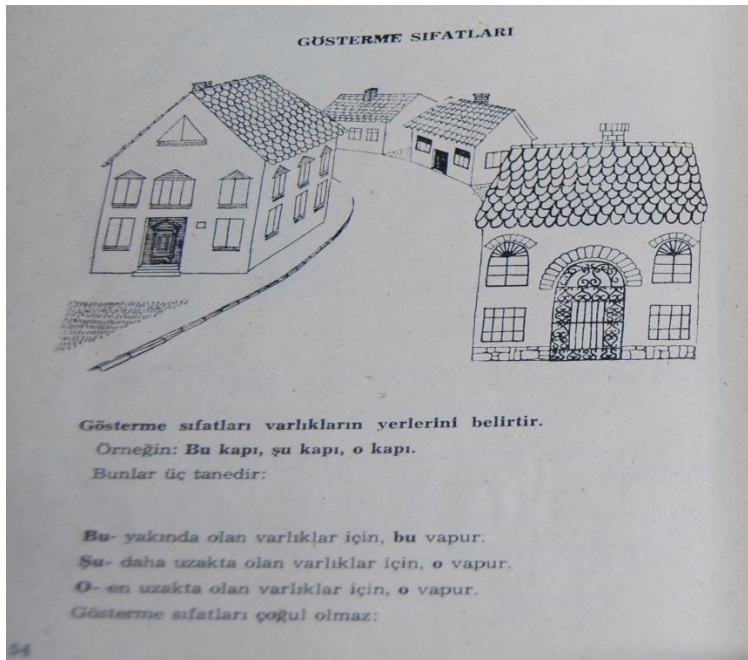 GÖSTERME SIFATLARI
Gösterme sıfatları varlıkların yerlerini belirtir.
Örneğin: Bu kapı, şu kapı, o kapı.
Bunlar üç tanedir:
Bu- yakında olan varlıklar için, bu vapur.
Şu- daha uzakta olan varlıklar için, o vapur.
O- en uzakta olan varlıklar için, o vapur.
Gösterme sıfatları çoğul olmaz:
54